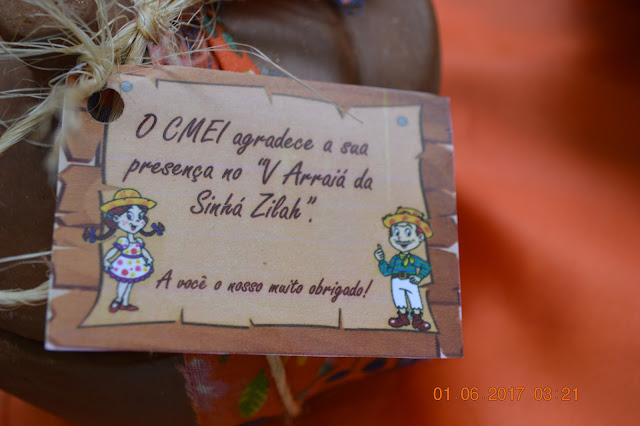 O CMEI agradece a sua
presença no "V Arraiá da
Sinhá Zilah".
A você o nosso muito obrigado!
01 06 2017 03 21